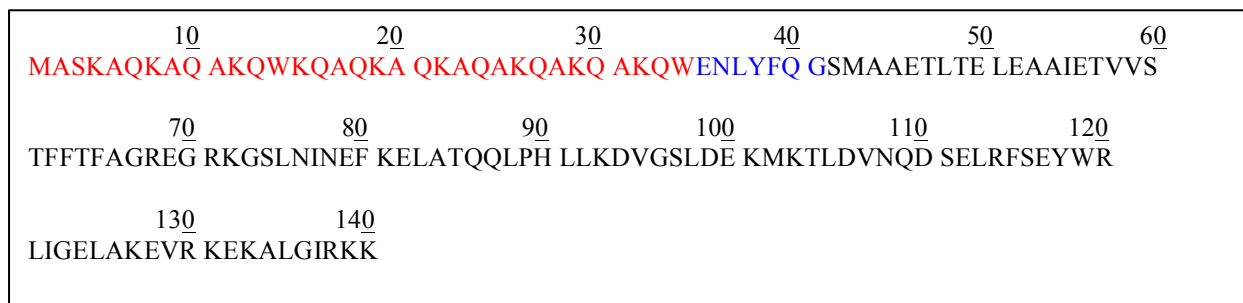 10 20 30 40 50 60
MASKAQKAQ AKQWKQAQKA QKAQAKQAKQ AKQWENLYFQ GSMAAETLTE LEAAIETVVS
70 80 90 100 110 120
TFFTFAGREG RKGSLNINEF KELATQQLPH LLKDVGSLDE KMKTLDVNQD SELRFSEYWR
130 140
LIGELAKEVR KEKALGIRKK